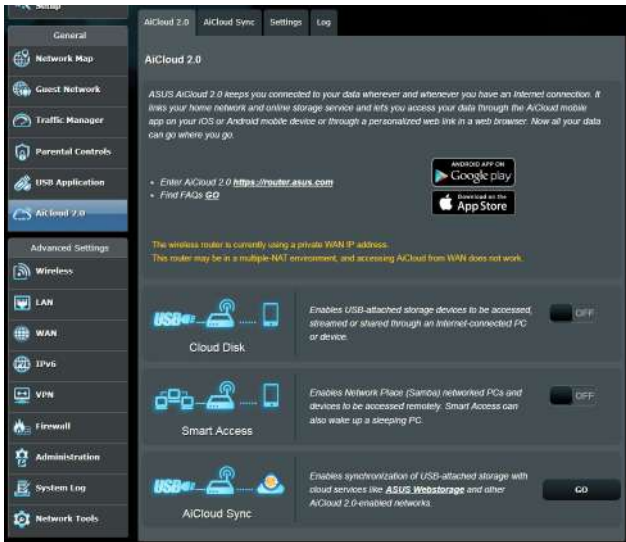 Setup
General
Network Map
Guest Network
Traffic Manager
Parental Controls
USB Application
AiCloud 2.0
Advanced Settings
Wireless
LAN
WAN
IPv6
VPN
Firewall
Administration
System Log
Network Tools
AiCloud 2.0 AiCloud Sync Settings Log
AiCloud 2.0
ASUS AiCloud 2.0 keeps you connected to your data wherever and whenever you have an Internet connection. It
links your home network and online storage service and lets you access your data through the AiCloud mobile
app on your iOS or Android mobile device or through a personalized web link in a web browser. Now all your data
can go where you go.
• Enter AiCloud 2.0 https://router.asus.com
• Find FAQs GO
ANDROID APP ON
Google play
Download on the
App Store
The wireless router is currently using a private WAN IP address.
This router may be in a multiple-NAT environment, and accessing AiCloud from WAN does not work.
USB
Cloud Disk
Enables USB-attached storage devices to be accessed,
streamed or shared through an Internet-connected PC
or device.
OFF
Smart Access
Enables Network Place (Samba) networked PCs and
devices to be accessed remotely. Smart Access can
also wake up a sleeping PC.
OFF
USB
AiCloud Sync
Enables synchronization of USB-attached storage with
cloud services like ASUS Webstorage and other
AiCloud 2.0-enabled networks.
GO